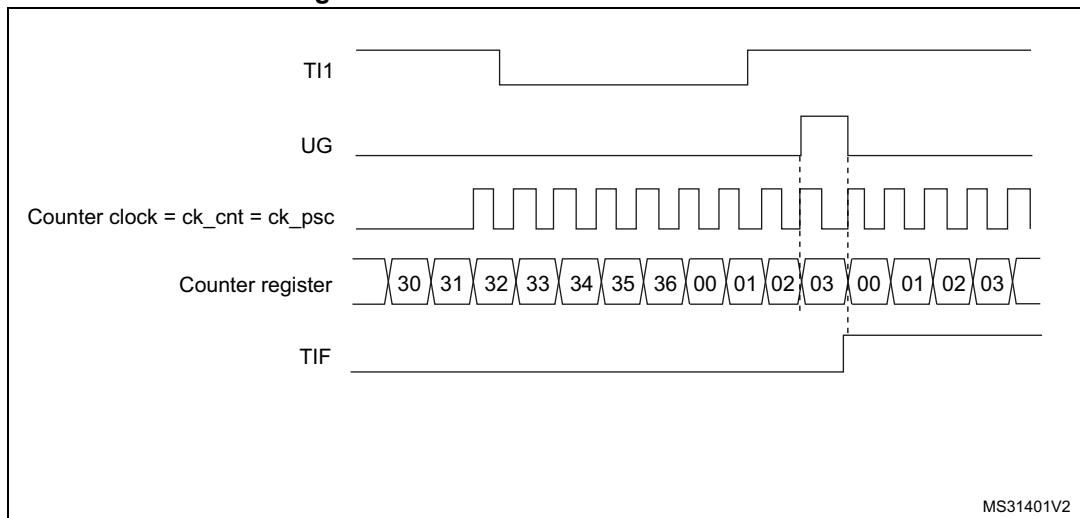 TI1
UG
Counter clock = ck_cnt = ck_psc
Counter register 30 31 32 33 34 35 36 00 01 02 03 00 01 02 03
TIF
MS31401V2